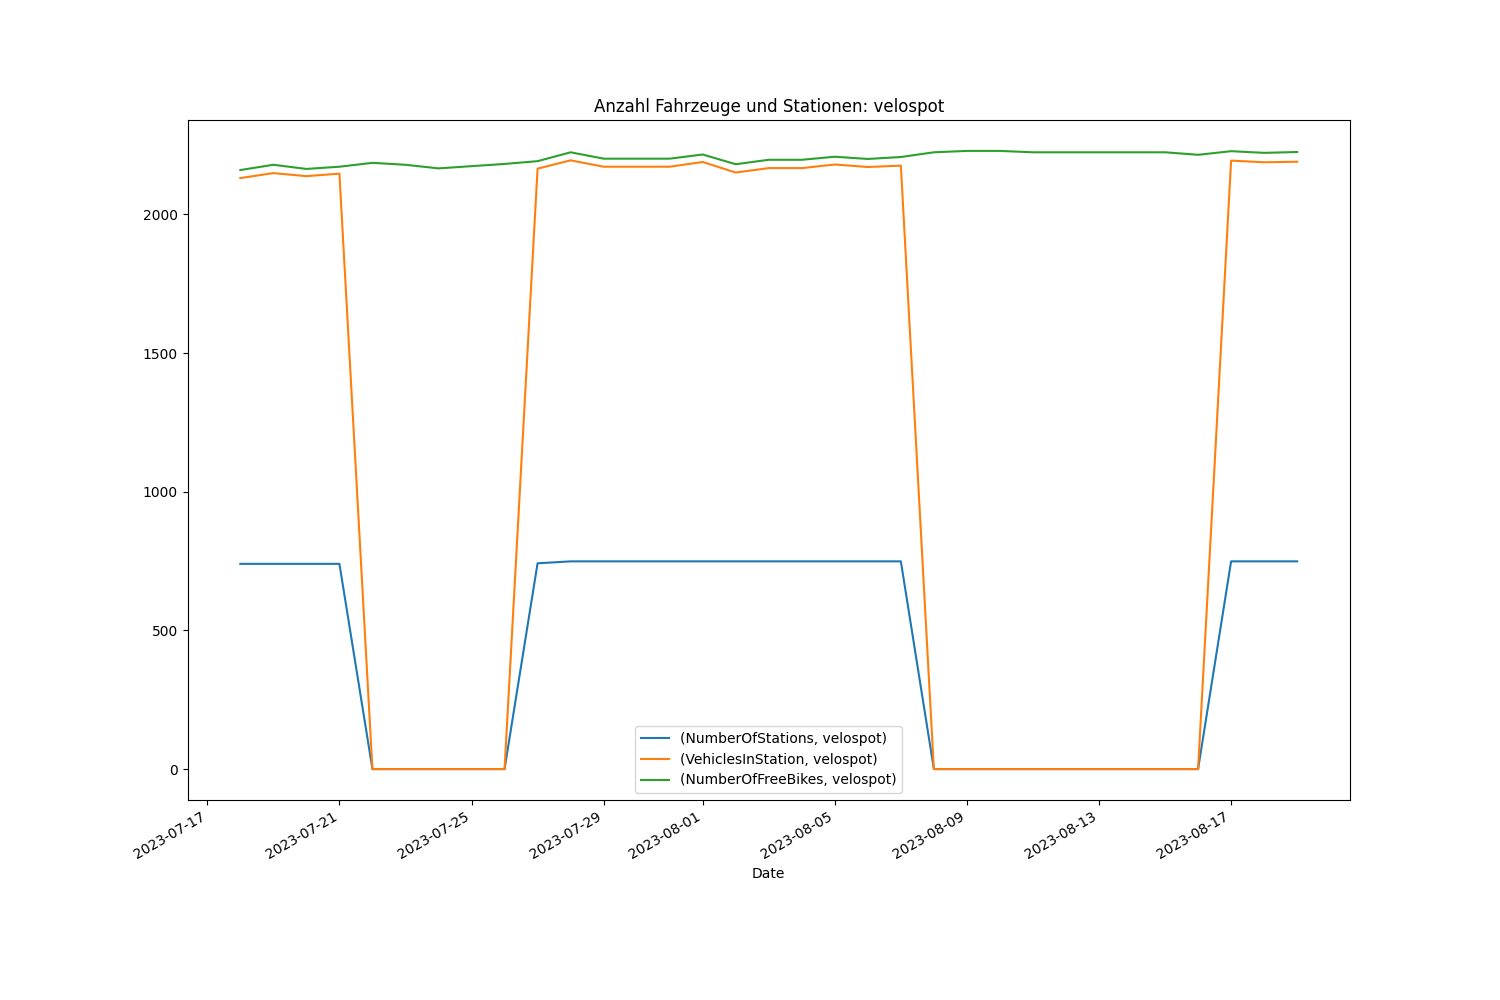 Anzahl Fahrzeuge und Stationen: velospot
2000
1500
1000
500
0
(NumberOfStations, velospot)
(VehiclesInStation, velospot)
(NumberOfFreeBikes, velospot)
2023-07-17
2023-07-21
2023-07-25
2023-07-29
2023-08-01
2023-08-05
2023-08-09
2023-08-13
2023-08-17
Date